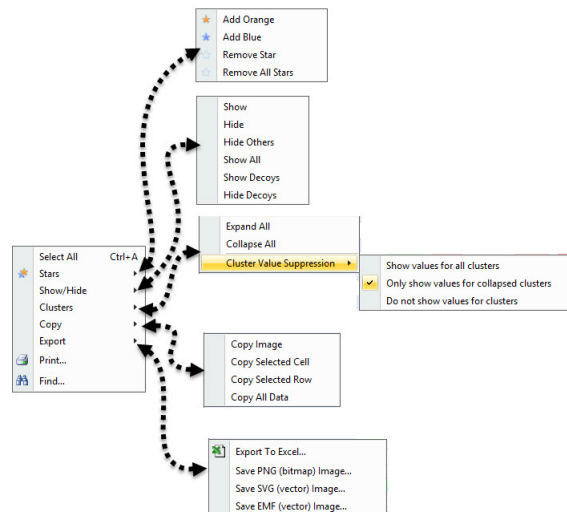 Add Orange
Add Blue
Remove Star
Remove All Stars
Show
Hide
Hide Others
Show All
Show Decoys
Hide Decoys
Expand All
Collapse All
Cluster Value Suppression
Show values for all clusters
Only show values for collapsed clusters
Do not show values for clusters
Select All Ctrl+A
Stars
Show/Hide
Clusters
Copy
Export
Print...
Find...
Copy Image
Copy Selected Cell
Copy Selected Row
Copy All Data
Export To Excel...
Save PNG (bitmap) Image...
Save SVG (vector) Image...
Save EMF (vector) Image...